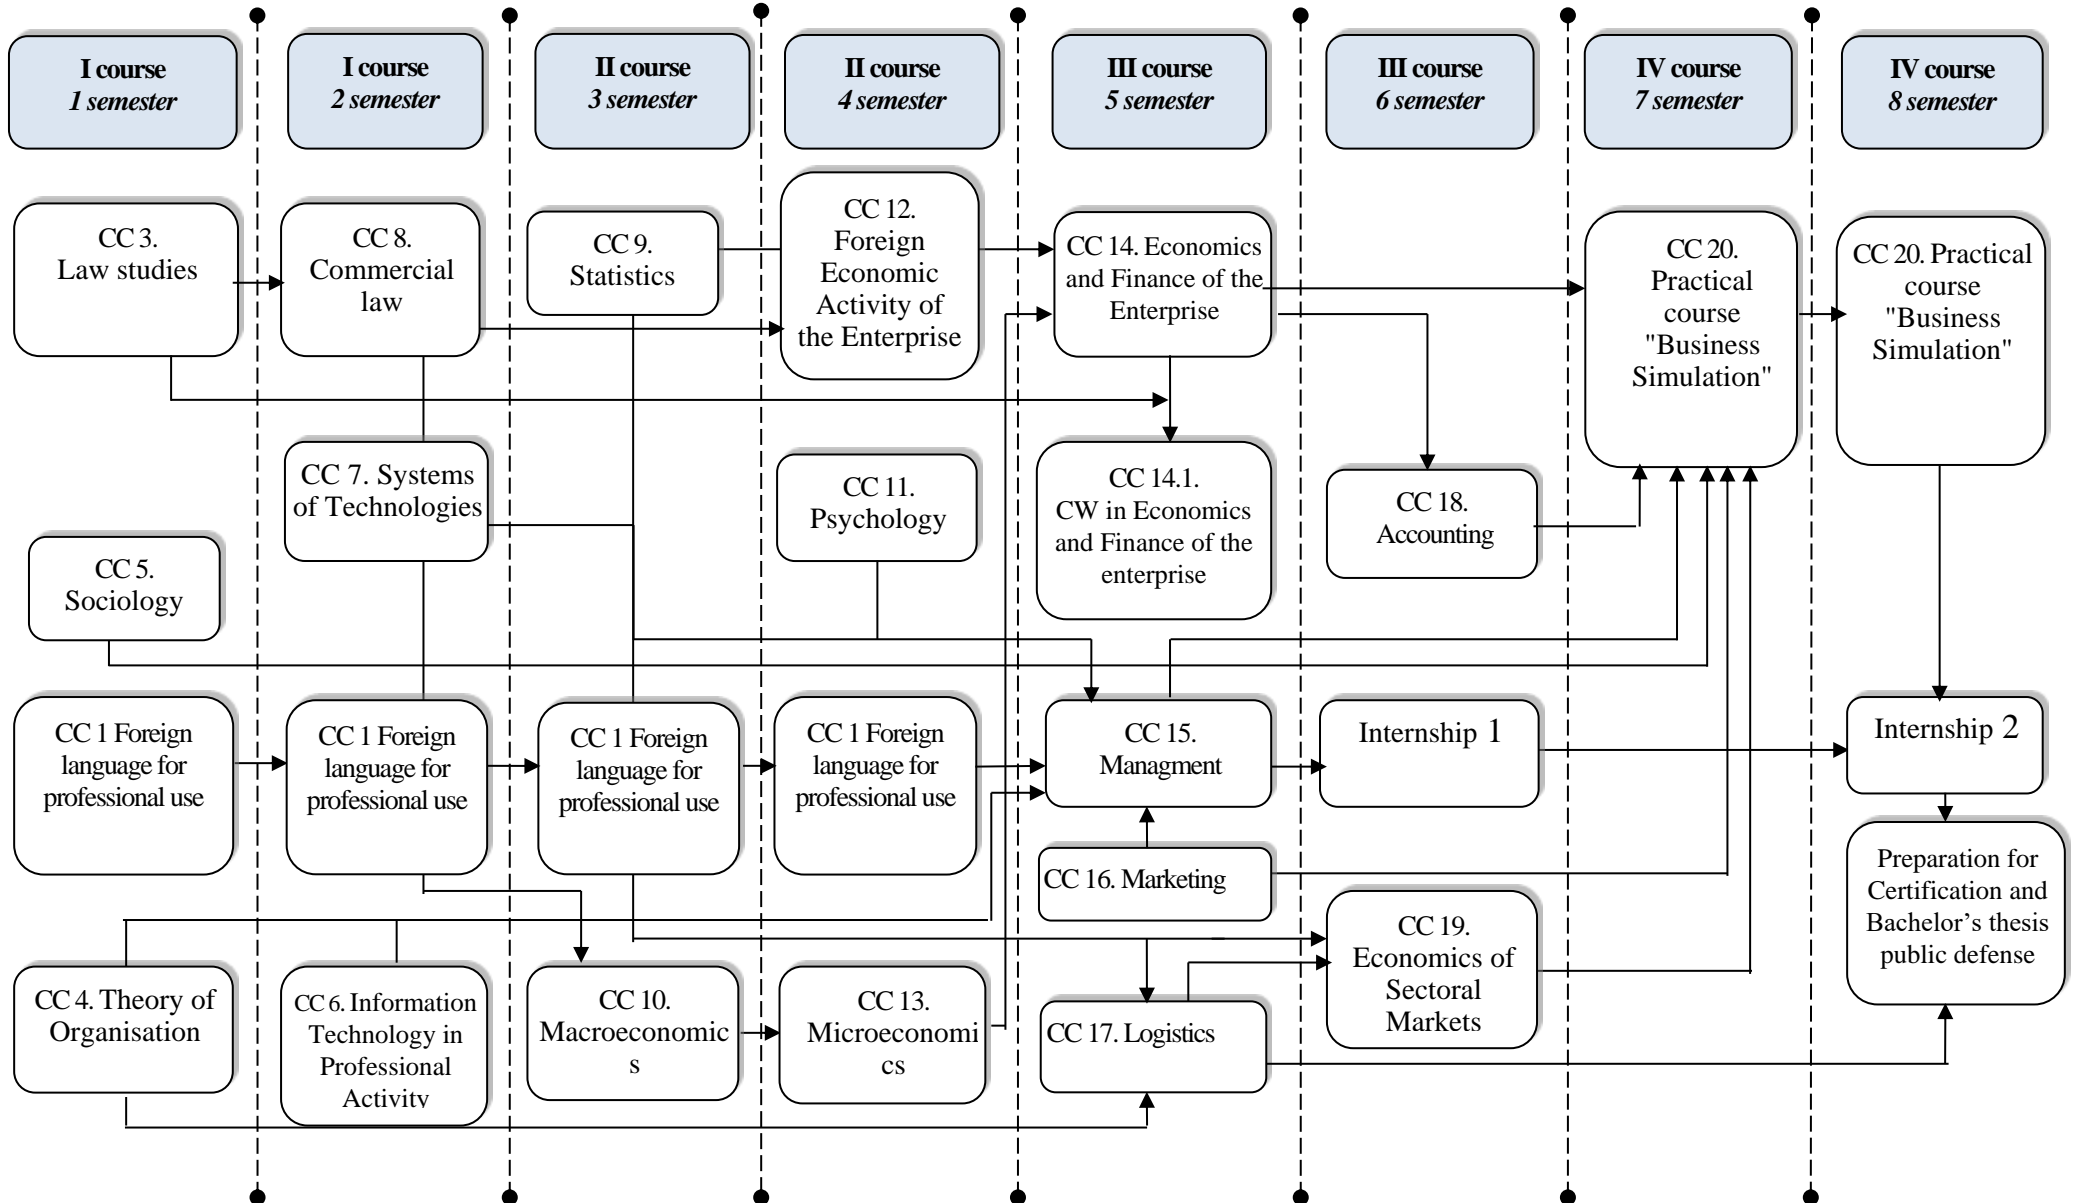 I course
1 semester
I course
2 semester
II course
3 semester
II course
4 semester
III course
5 semester
III course
6 semester
IV course
7 semester
IV course
8 semester
CC 3.
Law studies
CC 8.
Commercial
law
CC 9.
Statistics
CC 12.
Foreign
Economic
Activity of
the Enterprise
CC 14. Economics
and Finance of the
Enterprise
CC 20.
Practical
course
"Business
Simulation"
CC 20. Practical
course
"Business
Simulation"
CC 7. Systems
of Technologies
CC 11.
Psychology
CC 14.1.
CW in Economics
and Finance of the
enterprise
CC 18.
Accounting
CC 5.
Sociology
CC 1 Foreign
language for
professional use
CC 1 Foreign
language for
professional use
CC 1 Foreign
language for
professional use
CC 1 Foreign
language for
professional use
CC 15.
Managment
Internship 1
Internship 2
CC 16. Marketing
Preparation for
Certification and
Bachelor’s thesis
public defense
CC 4. Theory of
Organisation
CC 6. Information
Technology in
Professional
Activity
CC 10.
Macroeconomic
s
CC 13.
Microeconomi
cs
CC 17. Logistics
CC 19.
Economics of
Sectoral
Markets